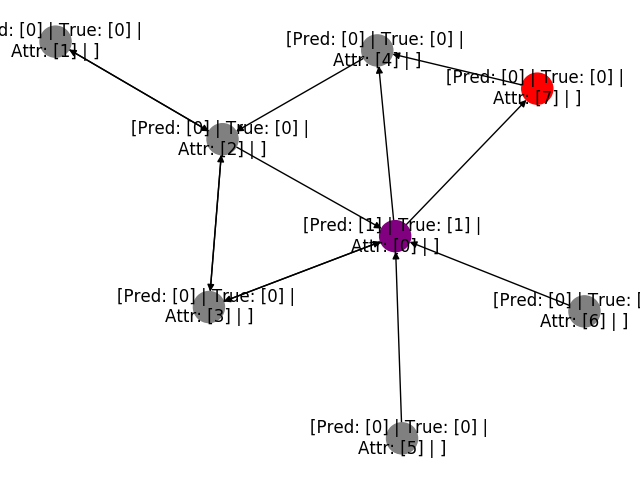 d: [0] | True: [0] |
Attr: [1] | ]
[Pred: [0] | True: [0] |
Attr: [4] | ]
[Pred: [0] | True: [0] |
Attr: [7] | ]
[Pred: [0] | True: [0] |
Attr: [2] | ]
[Pred: [1] | True: [1] |
Attr: [0] | ]
[Pred: [0] | True: [0] |
Attr: [3] | ]
[Pred: [0] | True: [
Attr: [6] | ]
[Pred: [0] | True: [0] |
Attr: [5] | ]